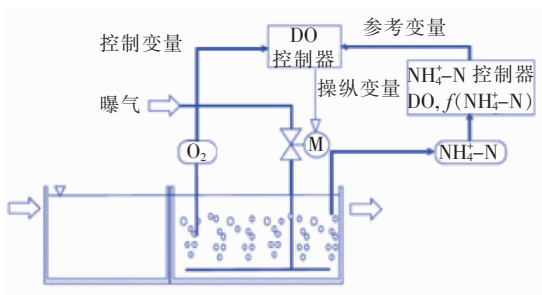 控制变量
DO
控制器
参考变量
NH₄⁺-N 控制器
DO, f(NH₄⁺-N)
操纵变量
曝气
O₂
M
NH₄⁺-N